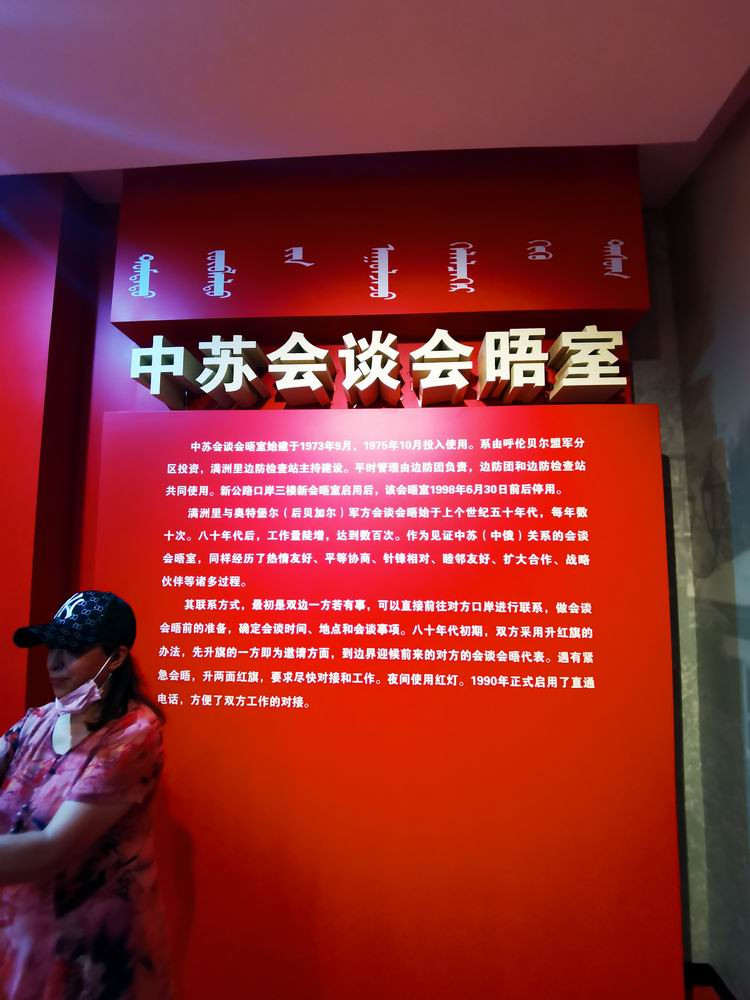 中苏会谈会晤室
中苏会谈会晤室始建于1973年9月，1975年10月投入使用。系由呼伦贝尔盟军分
区投资，满洲里边防检查站主持建设。平时管理由边防团负责，边防团和边防检查站
共同使用。新公路口岸三楼新会晤室启用后，该会晤室1998年6月30日前后停用。
满洲里与奥特堡尔（后贝加尔）军方会谈会晤始于上个世纪五十年代，每年数
十次。八十年代后，工作量陡增，达到数百次。作为见证中苏（中俄）关系的会谈
会晤室，同样经历了热情友好、平等协商、针锋相对、睦邻友好、扩大合作、战略
伙伴等诸多过程。
其联系方式，最初是双边一方若有事，可以直接前往对方口岸进行联系，做会谈
会晤前的准备，确定会谈时间、地点和会谈事项。八十年代初期，双方采用升红旗的
办法，先升旗的一方即为邀请方面，到边界迎候前来的对方的会谈会晤代表。遇有紧
急会晤，升两面红旗，要求尽快对接和工作。夜间使用红灯。1990年正式启用了直通
电话，方便了双方工作的对接。
NY